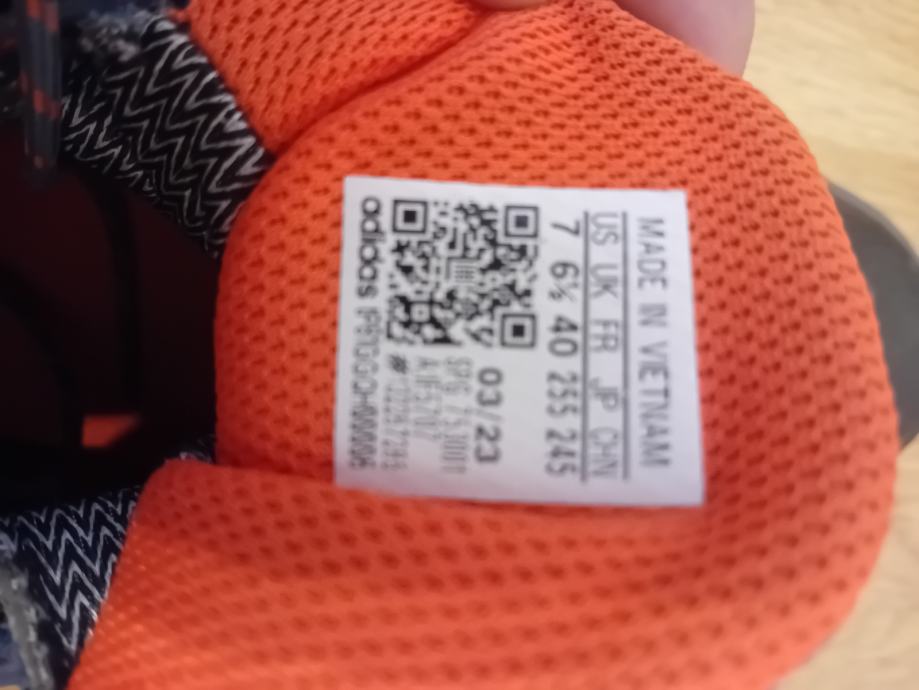 MADE IN VIETNAM
US UK FR JP CHN
7 6½ 40 255 245
03/23
adidas